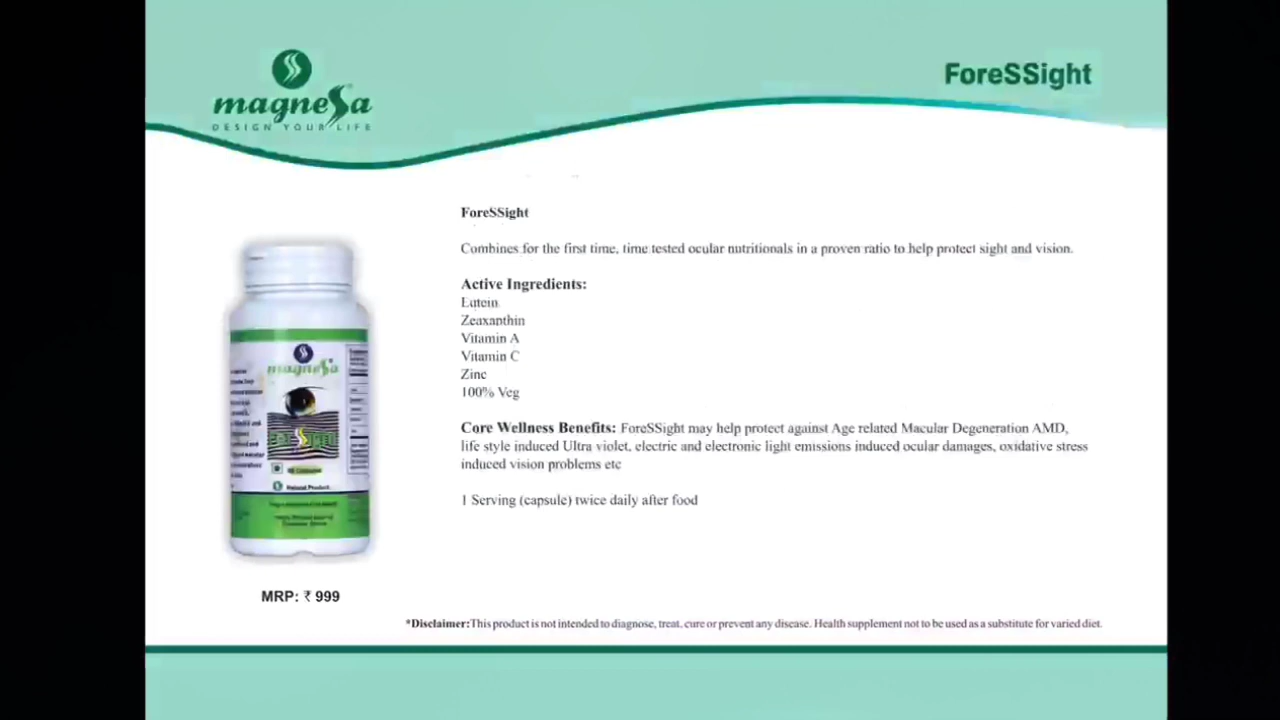 magneSa
DESIGN YOUR LIFE
ForeSSight
ForeSSight
Combines for the first time, time tested ocular nutritionals in a proven ratio to help protect sight and vision.
Active Ingredients:
Lutein
Zeaxanthin
Vitamin A
Vitamin C
Zinc
100% Veg
Core Wellness Benefits: ForeSSight may help protect against Age related Macular Degeneration AMD,
life style induced Ultra violet, electric and electronic light emissions induced ocular damages, oxidative stress
induced vision problems etc
1 Serving (capsule) twice daily after food
magneSa
ForeSSight
Natural Product
MRP: ₹ 999
*Disclaimer:This product is not intended to diagnose, treat, cure or prevent any disease. Health supplement not to be used as a substitute for varied diet.